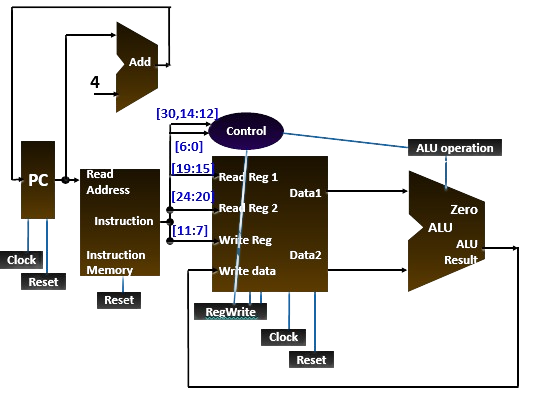 Add
4
[30,14:12]
Control
[6:0]
ALU operation
PC
Read
Address
[19:15]
Read Reg 1
Data1
[24:20]
Read Reg 2
Zero
Instruction
ALU
[11:7]
Write Reg
ALU
Result
Data2
Instruction
Memory
Write data
Clock
Reset
Reset
RegWrite
Clock
Reset